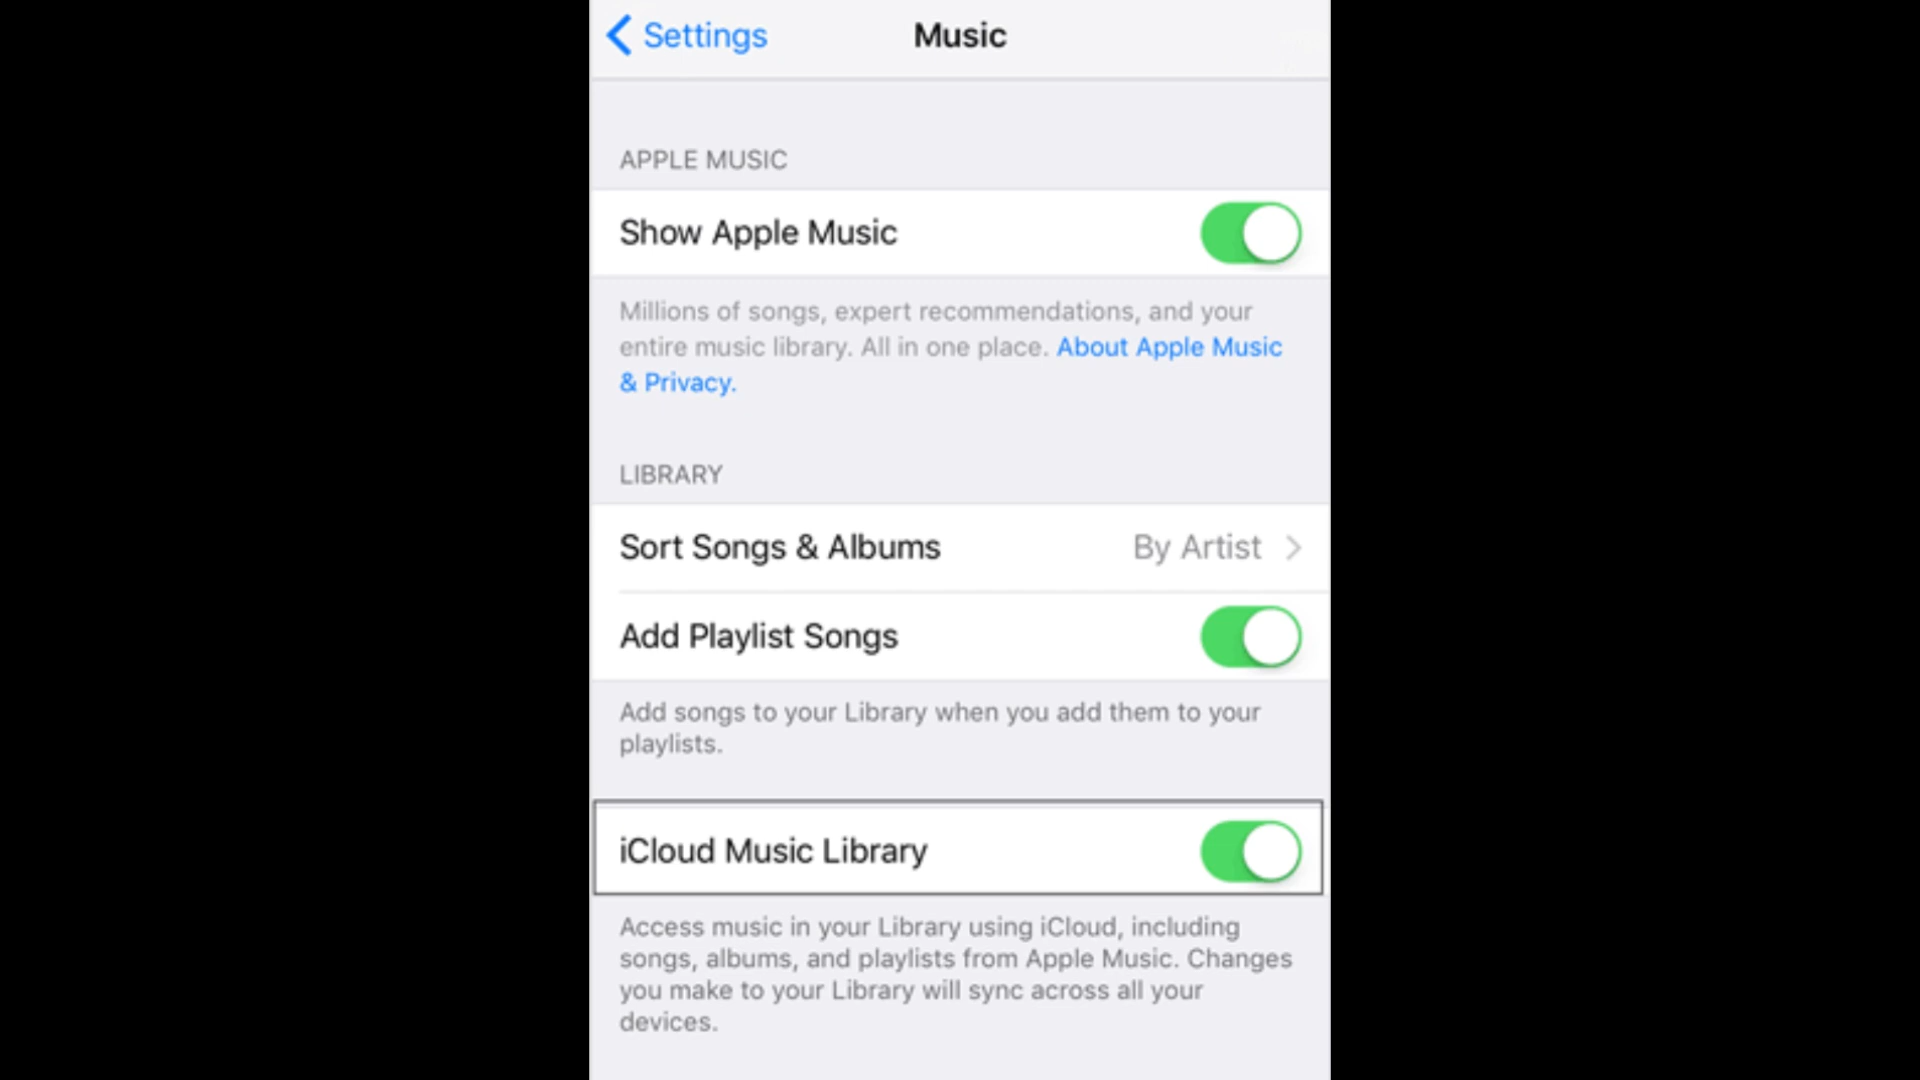 Settings
Music
APPLE MUSIC
Show Apple Music
Millions of songs, expert recommendations, and your
entire music library. All in one place. About Apple Music
& Privacy.
LIBRARY
Sort Songs & Albums By Artist
Add Playlist Songs
Add songs to your Library when you add them to your
playlists.
iCloud Music Library
Access music in your Library using iCloud, including
songs, albums, and playlists from Apple Music. Changes
you make to your Library will sync across all your
devices.